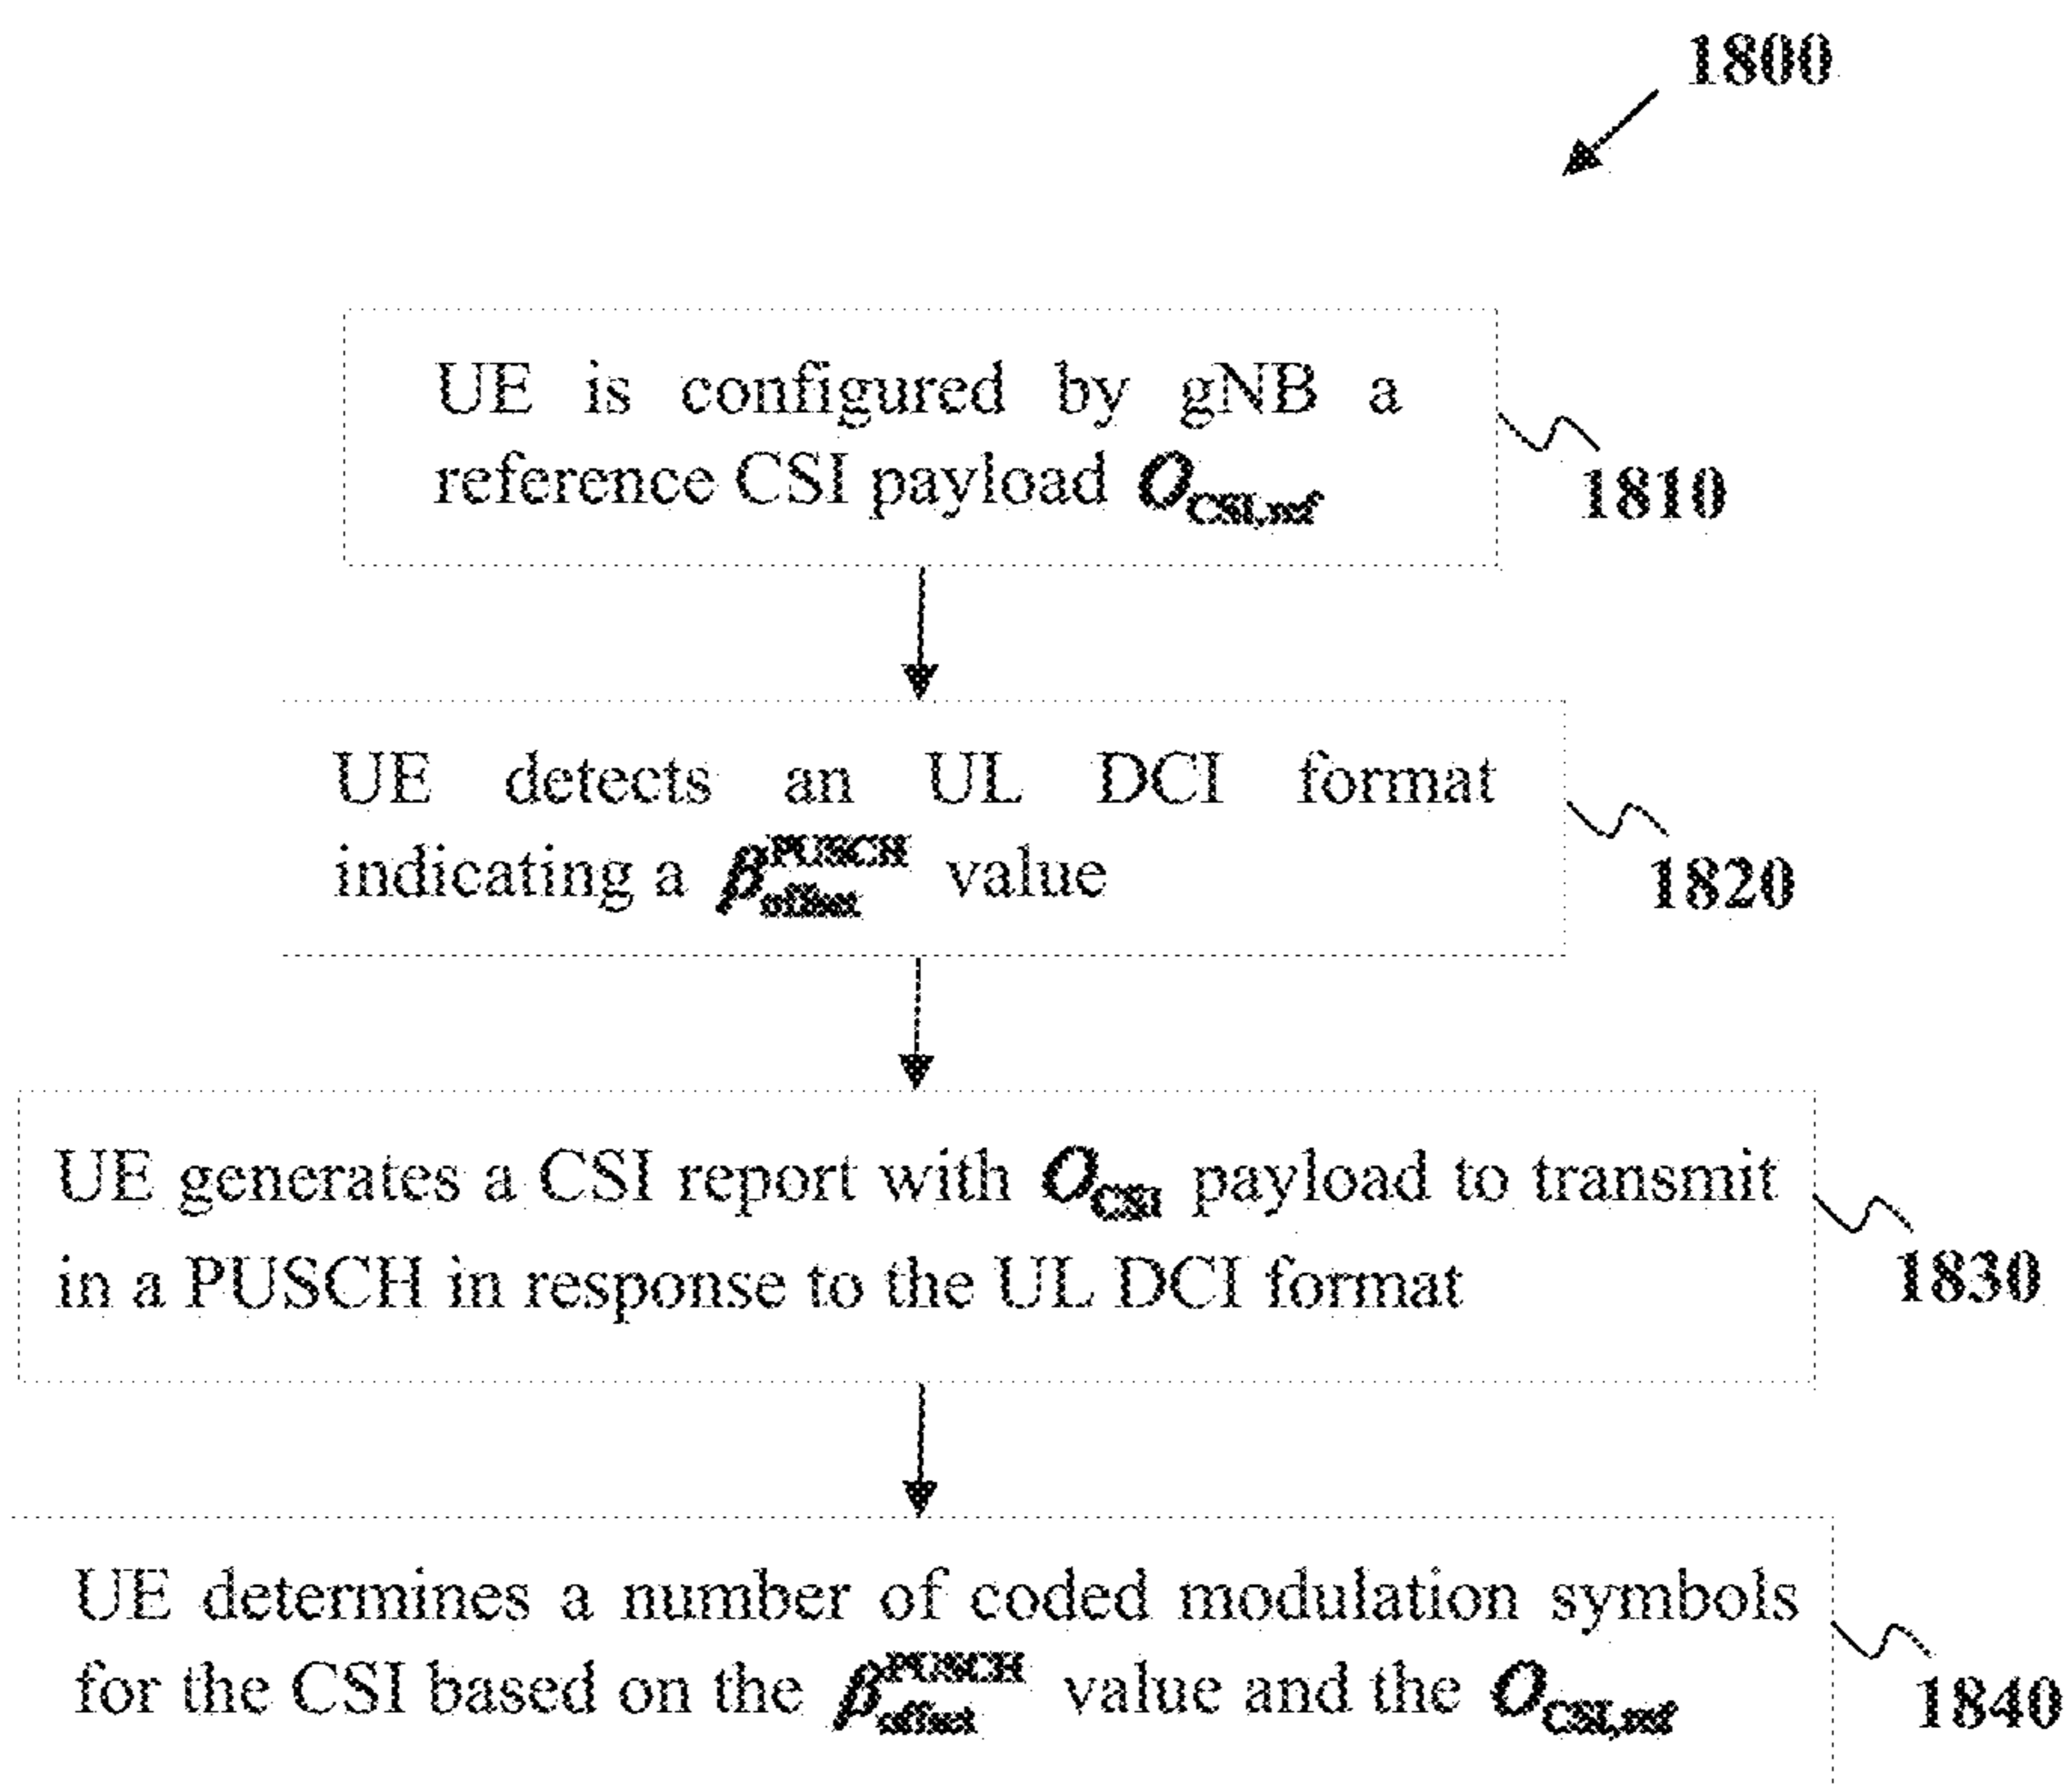 1800
UE is configured by gNB a
reference CSI payload O_CSI,ref
1810
UE detects an UL DCI format
indicating a β_offset^PUSCH value
1820
UE generates a CSI report with O_CSI payload to transmit
in a PUSCH in response to the UL DCI format
1830
UE determines a number of coded modulation symbols
for the CSI based on the β_offset^PUSCH value and the O_CSI,ref
1840